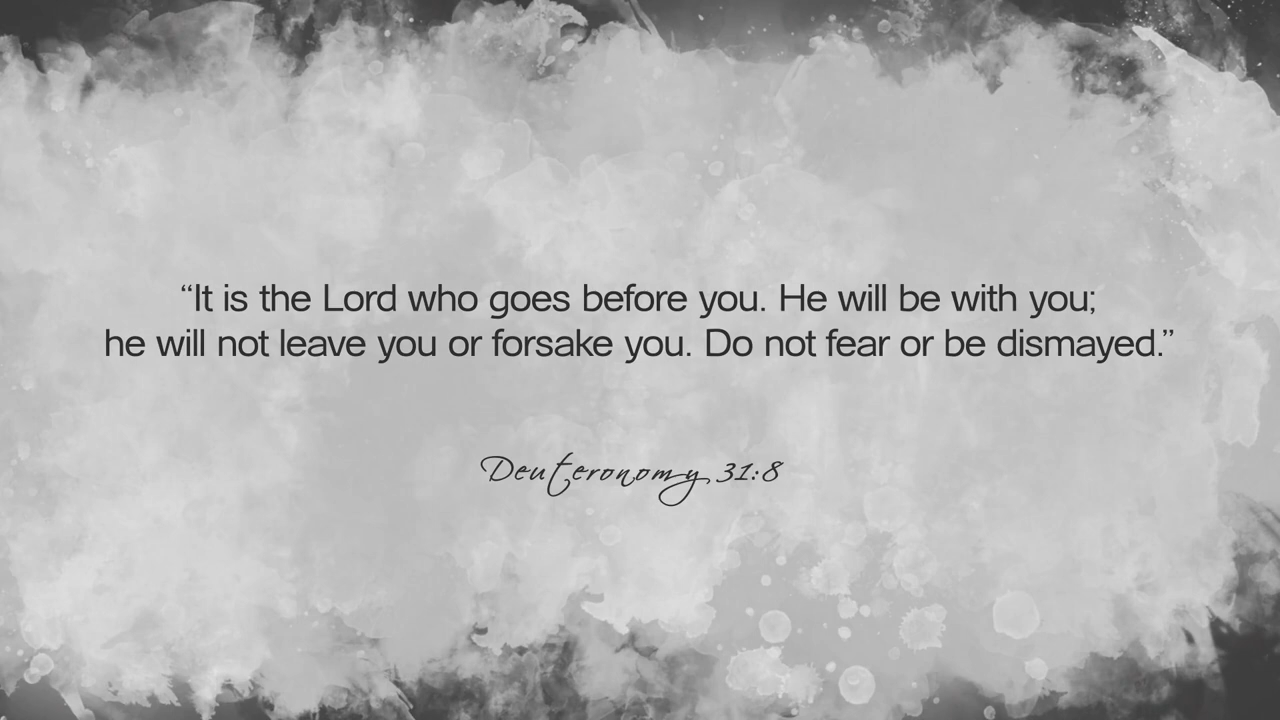 “It is the Lord who goes before you. He will be with you;
he will not leave you or forsake you. Do not fear or be dismayed.”
Deuteronomy 31:8